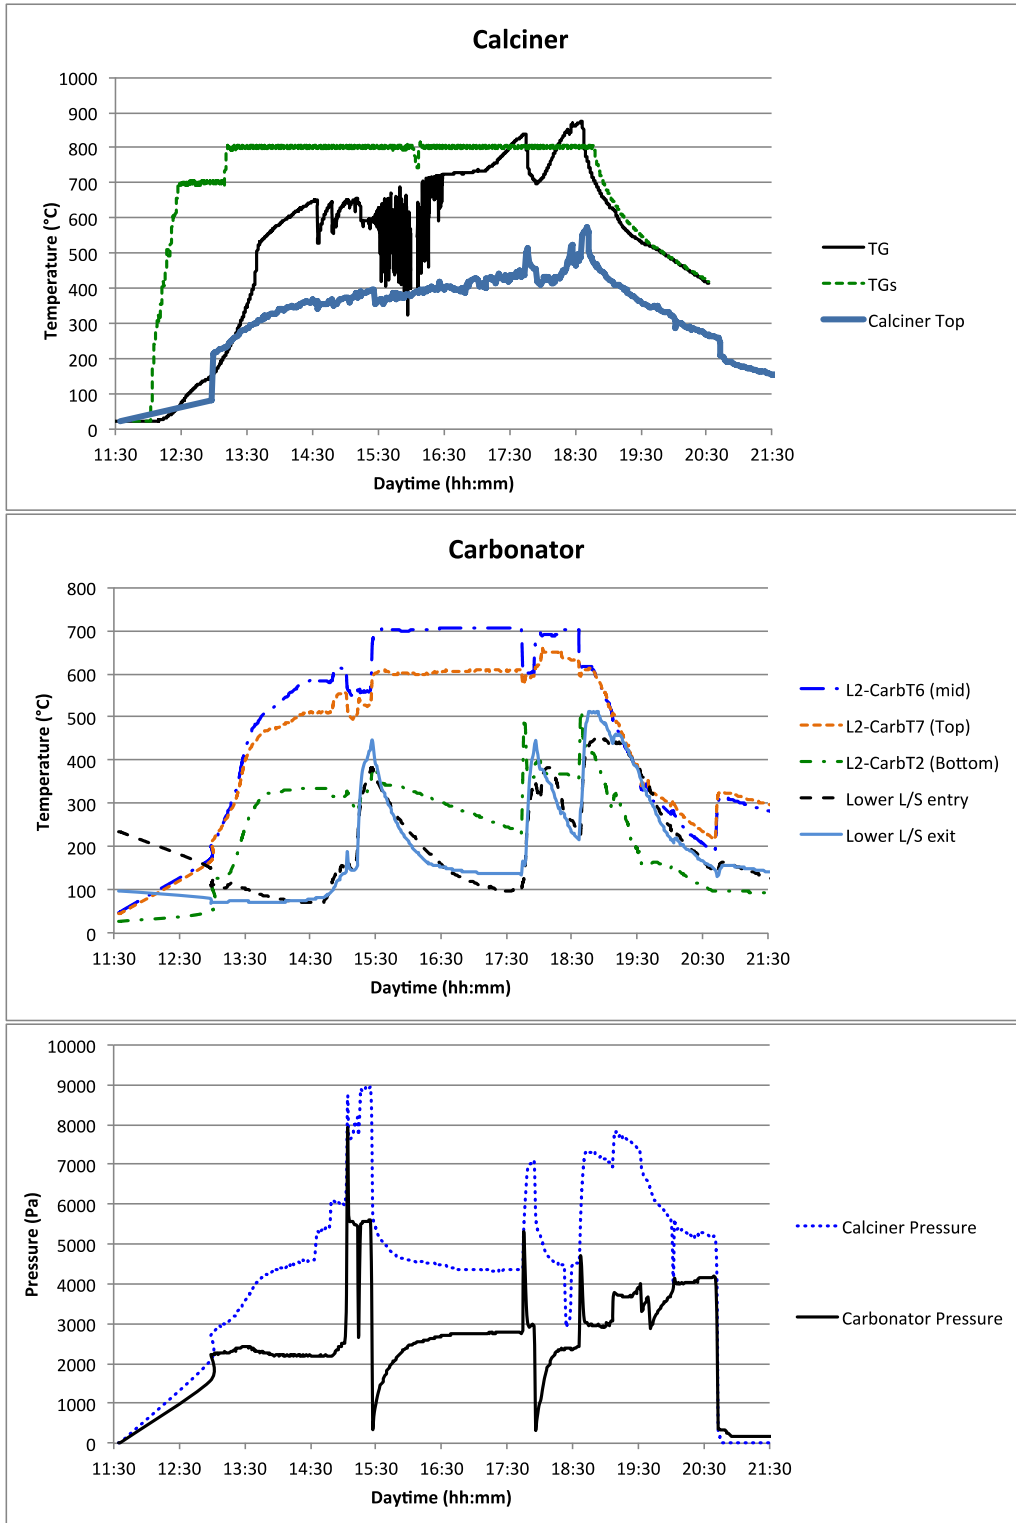 Calciner
1000
900
800
700
600
500
400
300
200
100
0
Temperature (°C)
11:30 12:30 13:30 14:30 15:30 16:30 17:30 18:30 19:30 20:30 21:30
Daytime (hh:mm)
TG
TGs
Calciner Top
Carbonator
800
700
600
500
400
300
200
100
0
Temperature (°C)
11:30 12:30 13:30 14:30 15:30 16:30 17:30 18:30 19:30 20:30 21:30
Daytime (hh:mm)
L2-CarbT6 (mid)
L2-CarbT7 (Top)
L2-CarbT2 (Bottom)
Lower L/S entry
Lower L/S exit
10000
9000
8000
7000
6000
5000
4000
3000
2000
1000
0
Pressure (Pa)
11:30 12:30 13:30 14:30 15:30 16:30 17:30 18:30 19:30 20:30 21:30
Daytime (hh:mm)
Calciner Pressure
Carbonator Pressure